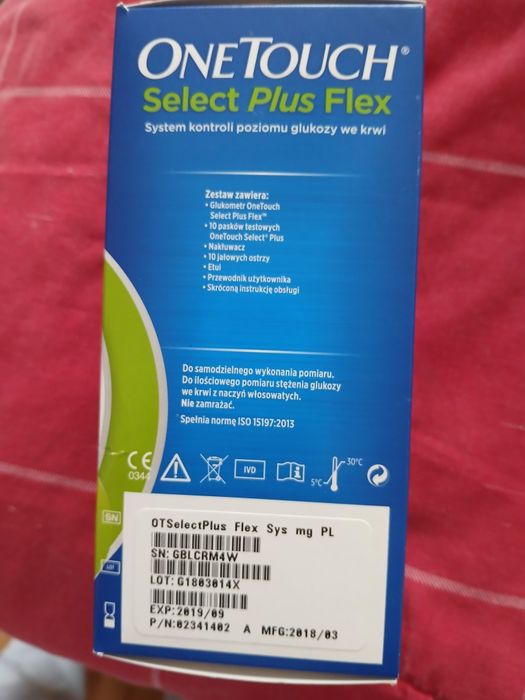 ONETOUCH®
Select Plus Flex
System kontroli poziomu glukozy we krwi
Zestaw zawiera:
• Glukometr OneTouch
Select Plus Flex™
• 10 pasków testowych
OneTouch Select® Plus
• Nakłuwacz
• 10 jałowych ostrzy
• Etui
• Przewodnik użytkownika
• Skróconą instrukcję obsługi
Do samodzielnego wykonania pomiaru.
Do ilościowego pomiaru stężenia glukozy
we krwi z naczyń włosowatych.
Nie zamrażać.
Spełnia normę ISO 15197:2013
CE
0344
IVD
i
5°C
30°C
SN
LOT
OTSelectPlus Flex Sys mg PL
SN: GBLCRM4W
LOT: G1803014X
EXP: 2019/09
P/N: 02341402 A MFG: 2018/03